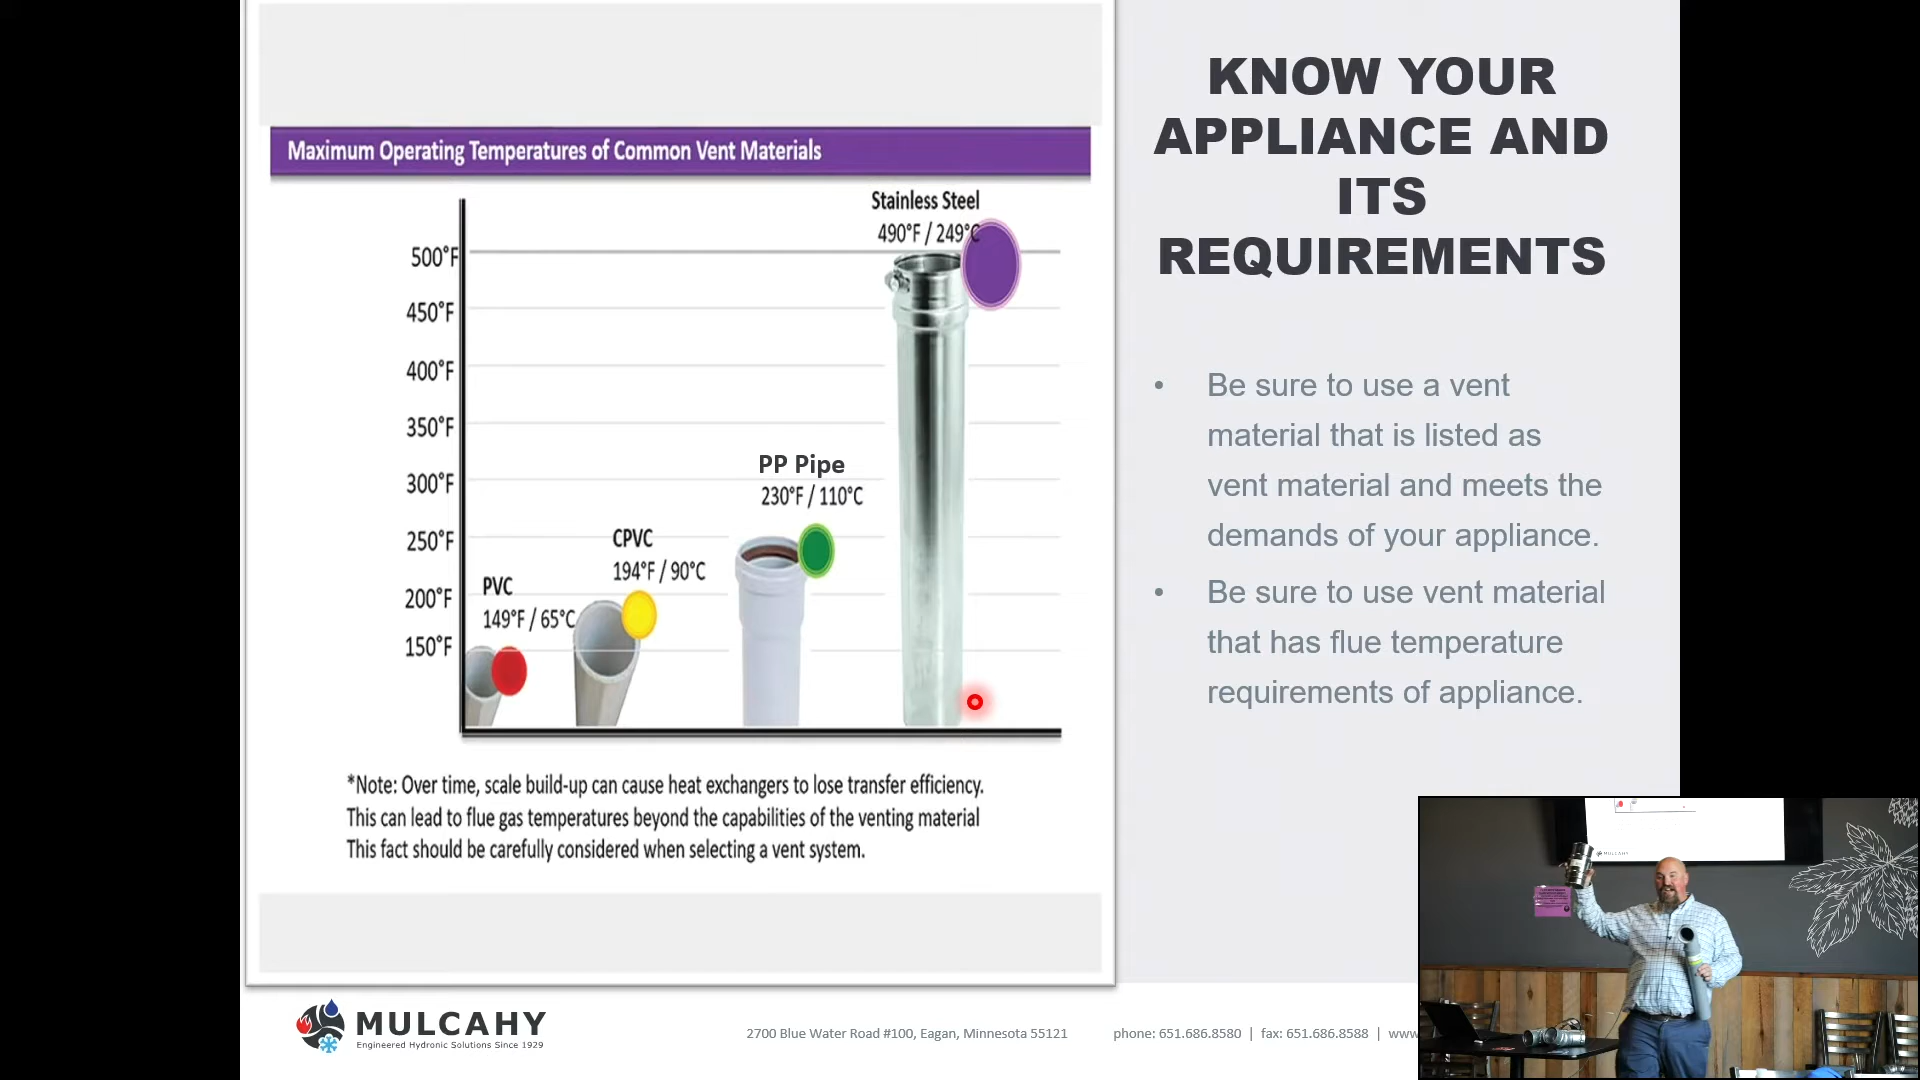 KNOW YOUR
APPLIANCE AND
ITS
REQUIREMENTS
Maximum Operating Temperatures of Common Vent Materials
Stainless Steel
490°F / 249°C
500°F
450°F
400°F
350°F
300°F
250°F
200°F
150°F
PP Pipe
230°F / 110°C
CPVC
194°F / 90°C
PVC
149°F / 65°C
*Note: Over time, scale build-up can cause heat exchangers to lose transfer efficiency.
This can lead to flue gas temperatures beyond the capabilities of the venting material
This fact should be carefully considered when selecting a vent system.
• Be sure to use a vent
material that is listed as
vent material and meets the
demands of your appliance.
• Be sure to use vent material
that has flue temperature
requirements of appliance.
MULCAHY
Engineered Hydronic Solutions Since 1929
2700 Blue Water Road #100, Eagan, Minnesota 55121 phone: 651.686.8580 | fax: 651.686.8588 | www
MULCAHY